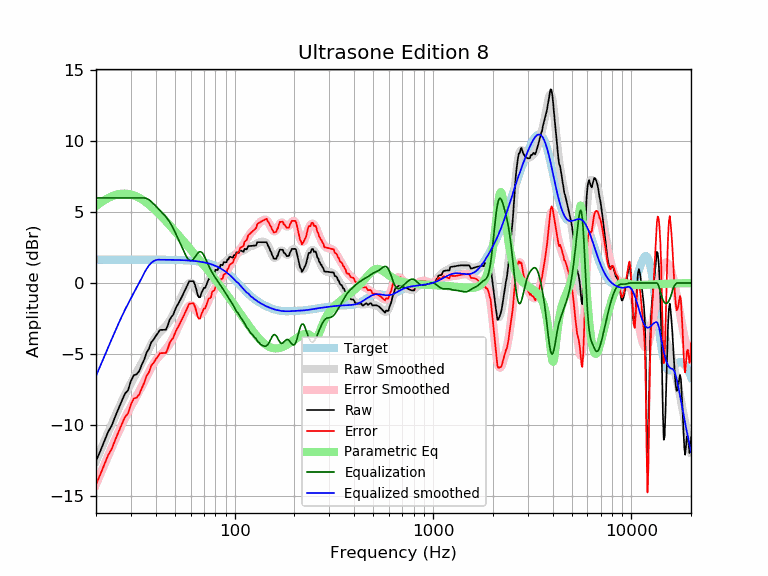 Ultrasone Edition 8
15
10
5
0
−5
−10
−15
Amplitude (dBr)
Target
Raw Smoothed
Error Smoothed
Raw
Error
Parametric Eq
Equalization
Equalized smoothed
100
1000
10000
Frequency (Hz)